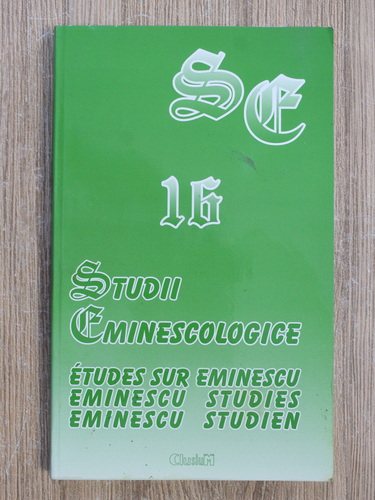 SE
16
STUDII
EMINESCOLOGICE
ÉTUDES SUR EMINESCU
EMINESCU STUDIES
EMINESCU STUDIEN
ClusiuM